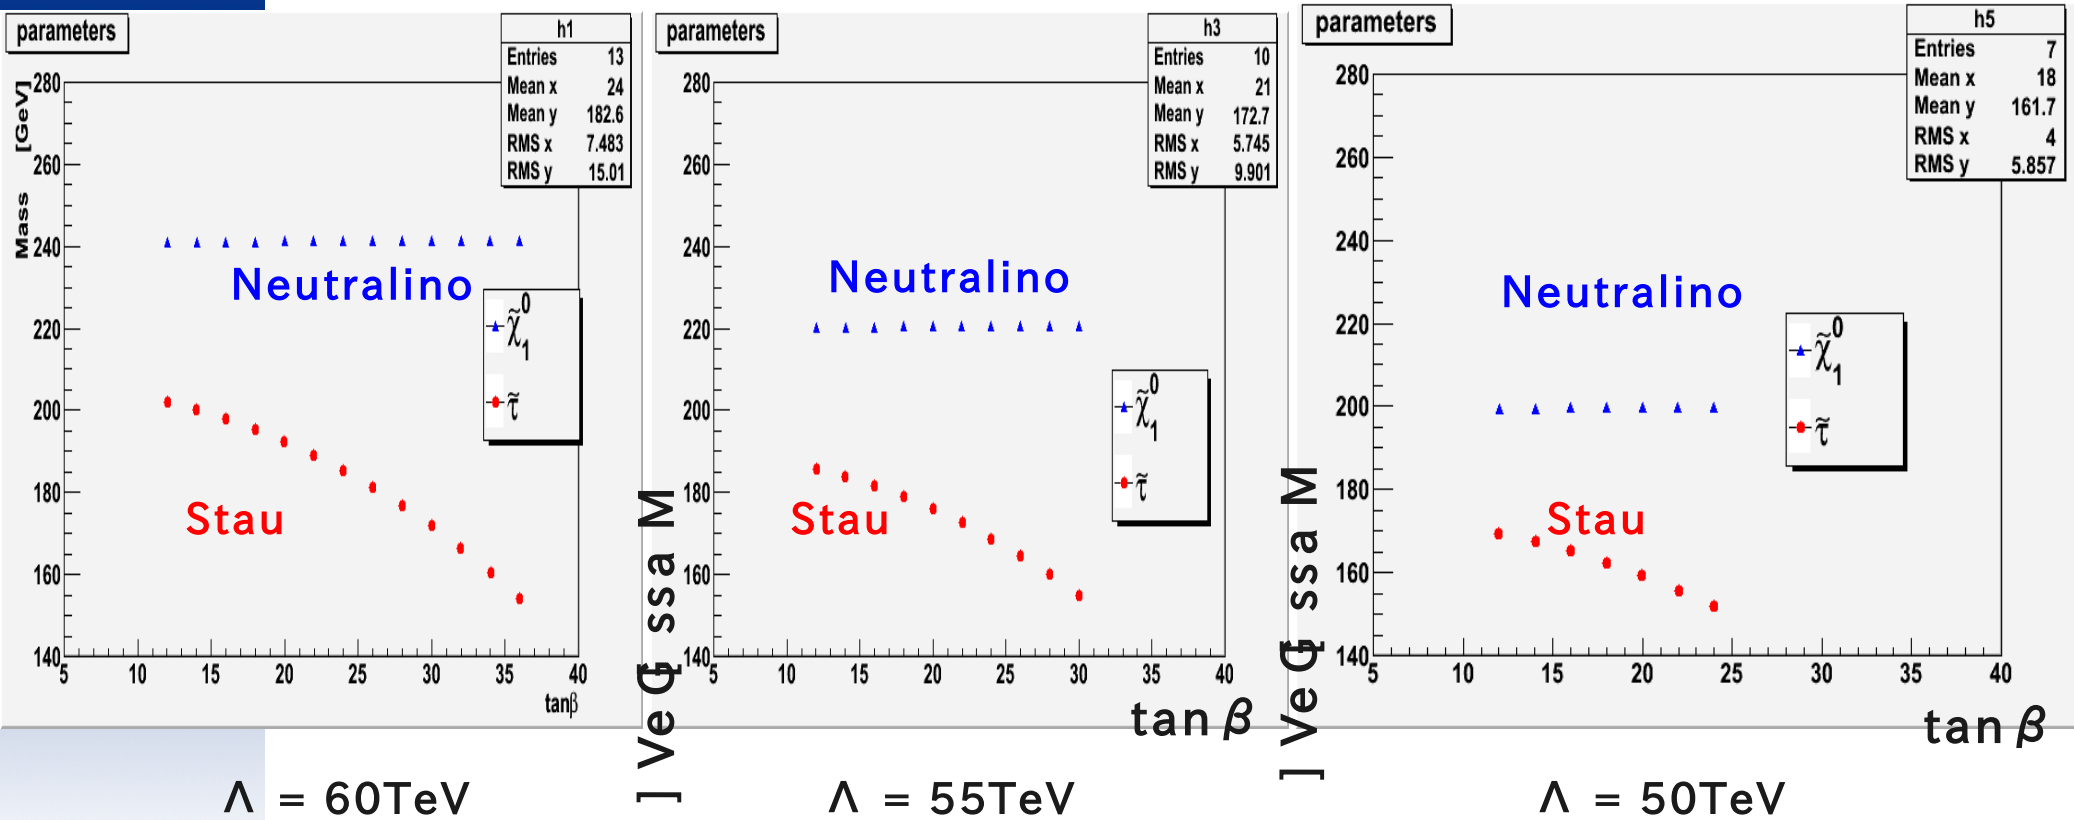 parameters
h1
Entries 13
Mean x 24
Mean y 182.6
RMS x 7.483
RMS y 15.01
Mass [GeV]
280
260
240
220
200
180
160
140
5 10 15 20 25 30 35 40
tanβ
Neutralino
Stau
χ̃⁰₁
τ̃
Λ = 60TeV
parameters
h3
Entries 10
Mean x 21
Mean y 172.7
RMS x 5.745
RMS y 9.901
M ass [GeV]
280
260
240
220
200
180
160
140
5 10 15 20 25 30 35 40
tan β
Neutralino
Stau
χ̃⁰₁
τ̃
Λ = 55TeV
parameters
h5
Entries 7
Mean x 18
Mean y 161.7
RMS x 4
RMS y 5.857
M ass [GeV]
280
260
240
220
200
180
160
140
5 10 15 20 25 30 35 40
tan β
Neutralino
Stau
χ̃⁰₁
τ̃
Λ = 50TeV